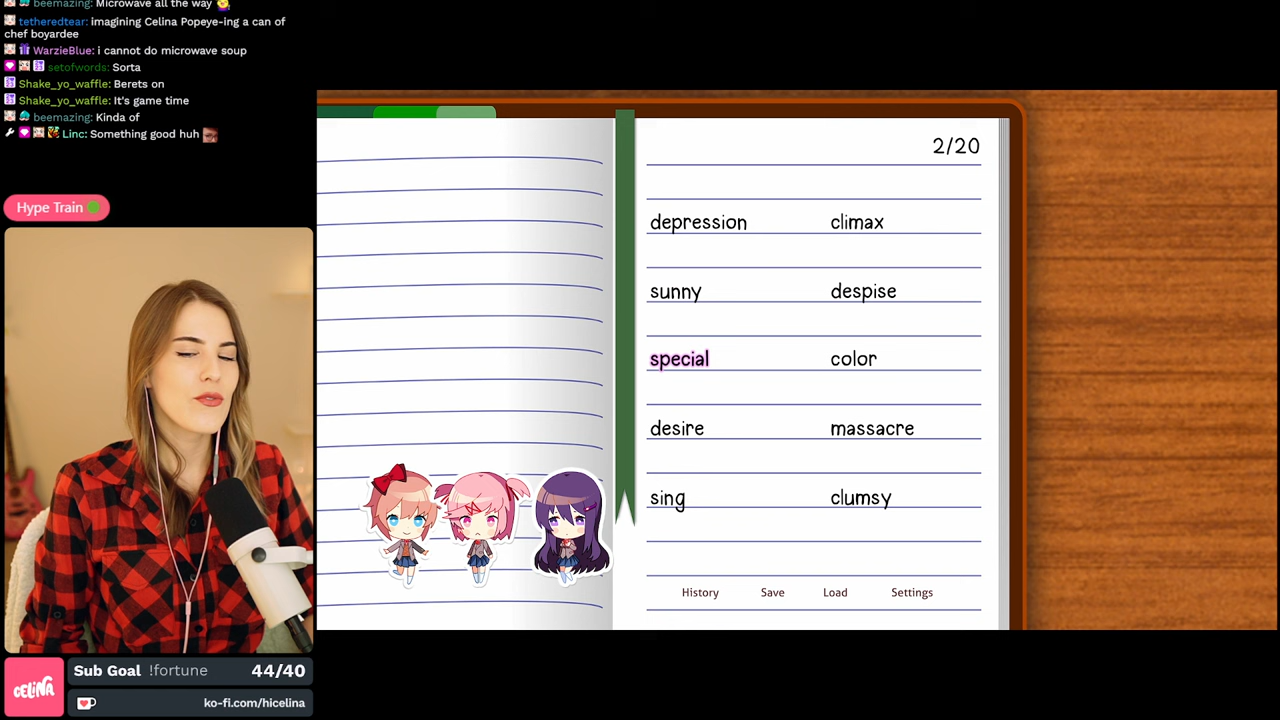 beemazing: Microwave all the way
tetheredtear: imagining Celina Popeye-ing a can of
chef boyardee
WarzieBlue: i cannot do microwave soup
setofwords: Sorta
Shake_yo_waffle: Berets on
Shake_yo_waffle: It's game time
beemazing: Kinda of
Linc: Something good huh
Hype Train
2/20
depression climax
sunny despise
special color
desire massacre
sing clumsy
History Save Load Settings
CELINA
Sub Goal !fortune 44/40
ko-fi.com/hicelina